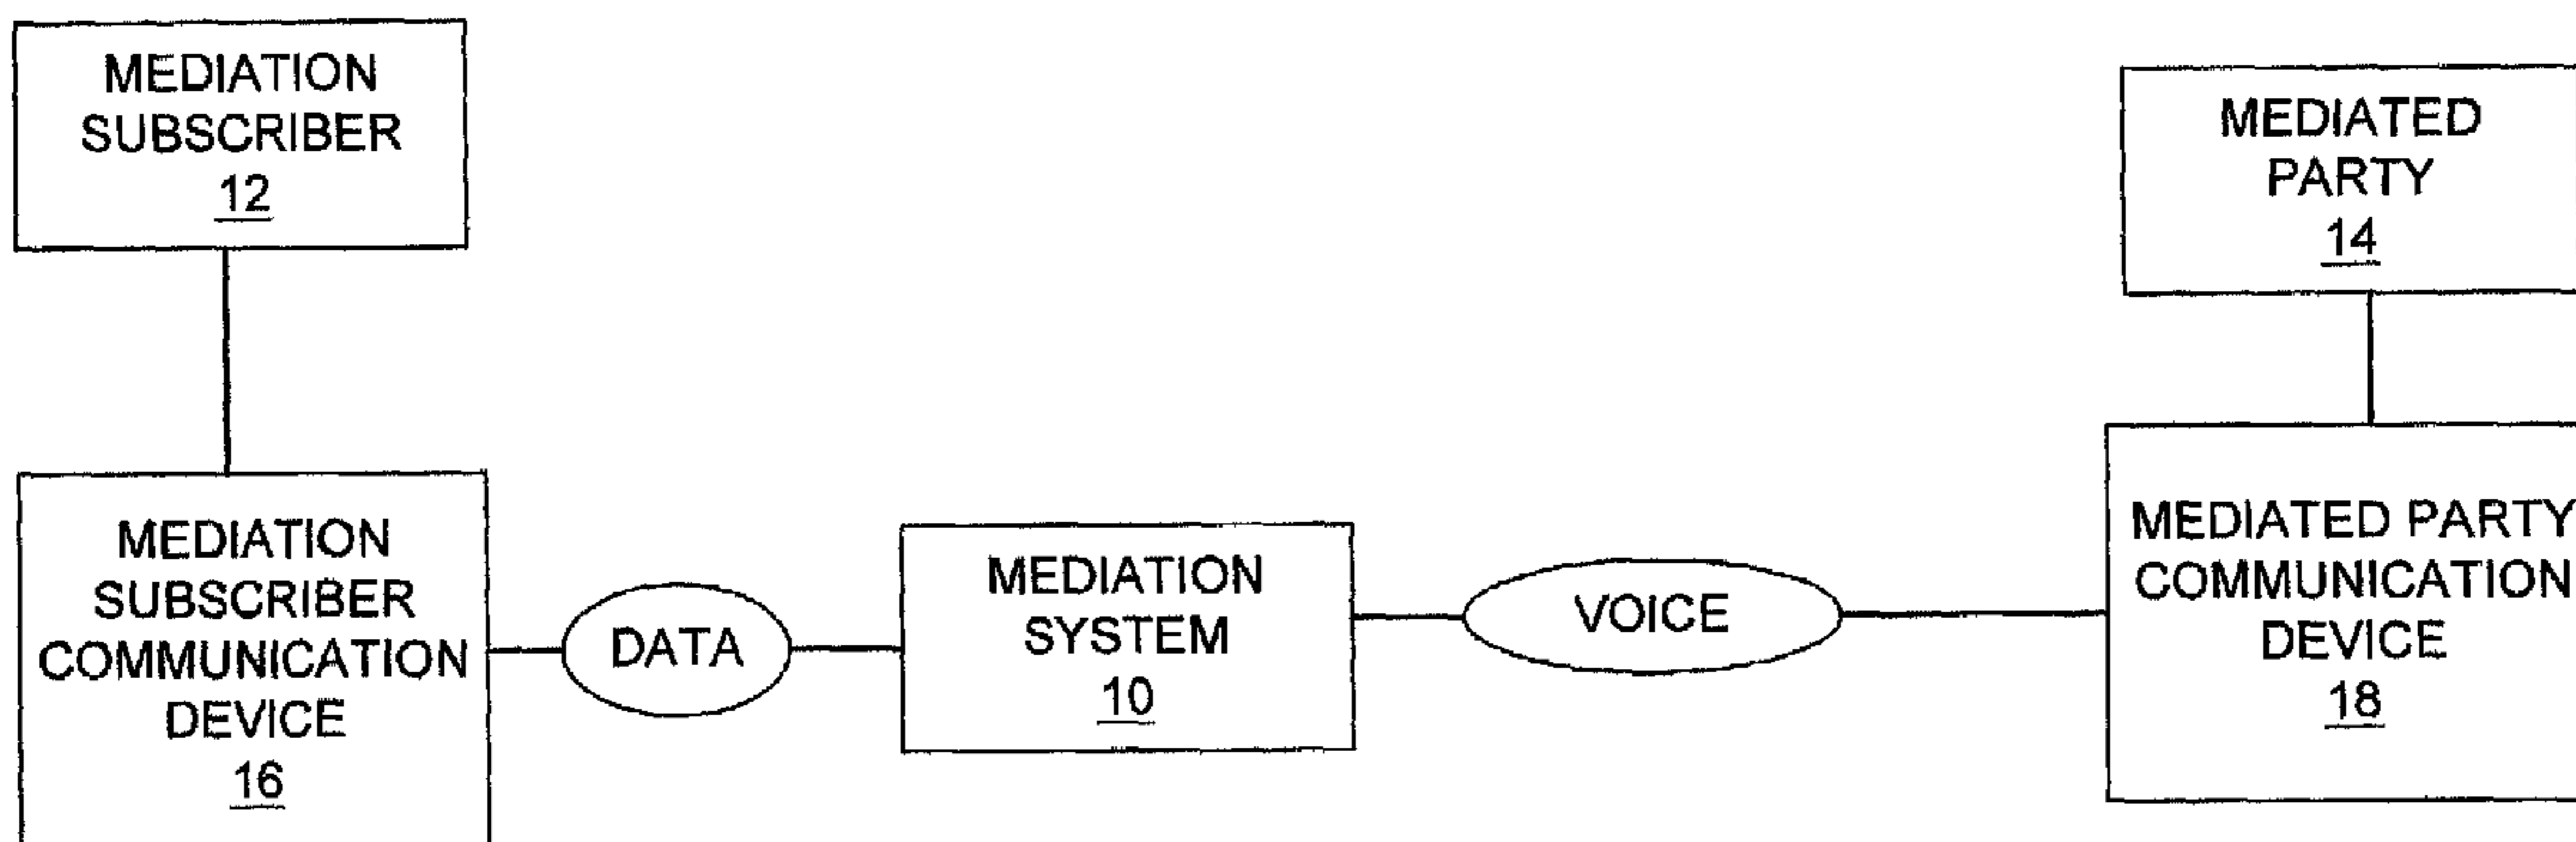 MEDIATION
SUBSCRIBER
12
MEDIATED
PARTY
14
MEDIATION
SUBSCRIBER
COMMUNICATION
DEVICE
16
DATA
MEDIATION
SYSTEM
10
VOICE
MEDIATED PARTY
COMMUNICATION
DEVICE
18